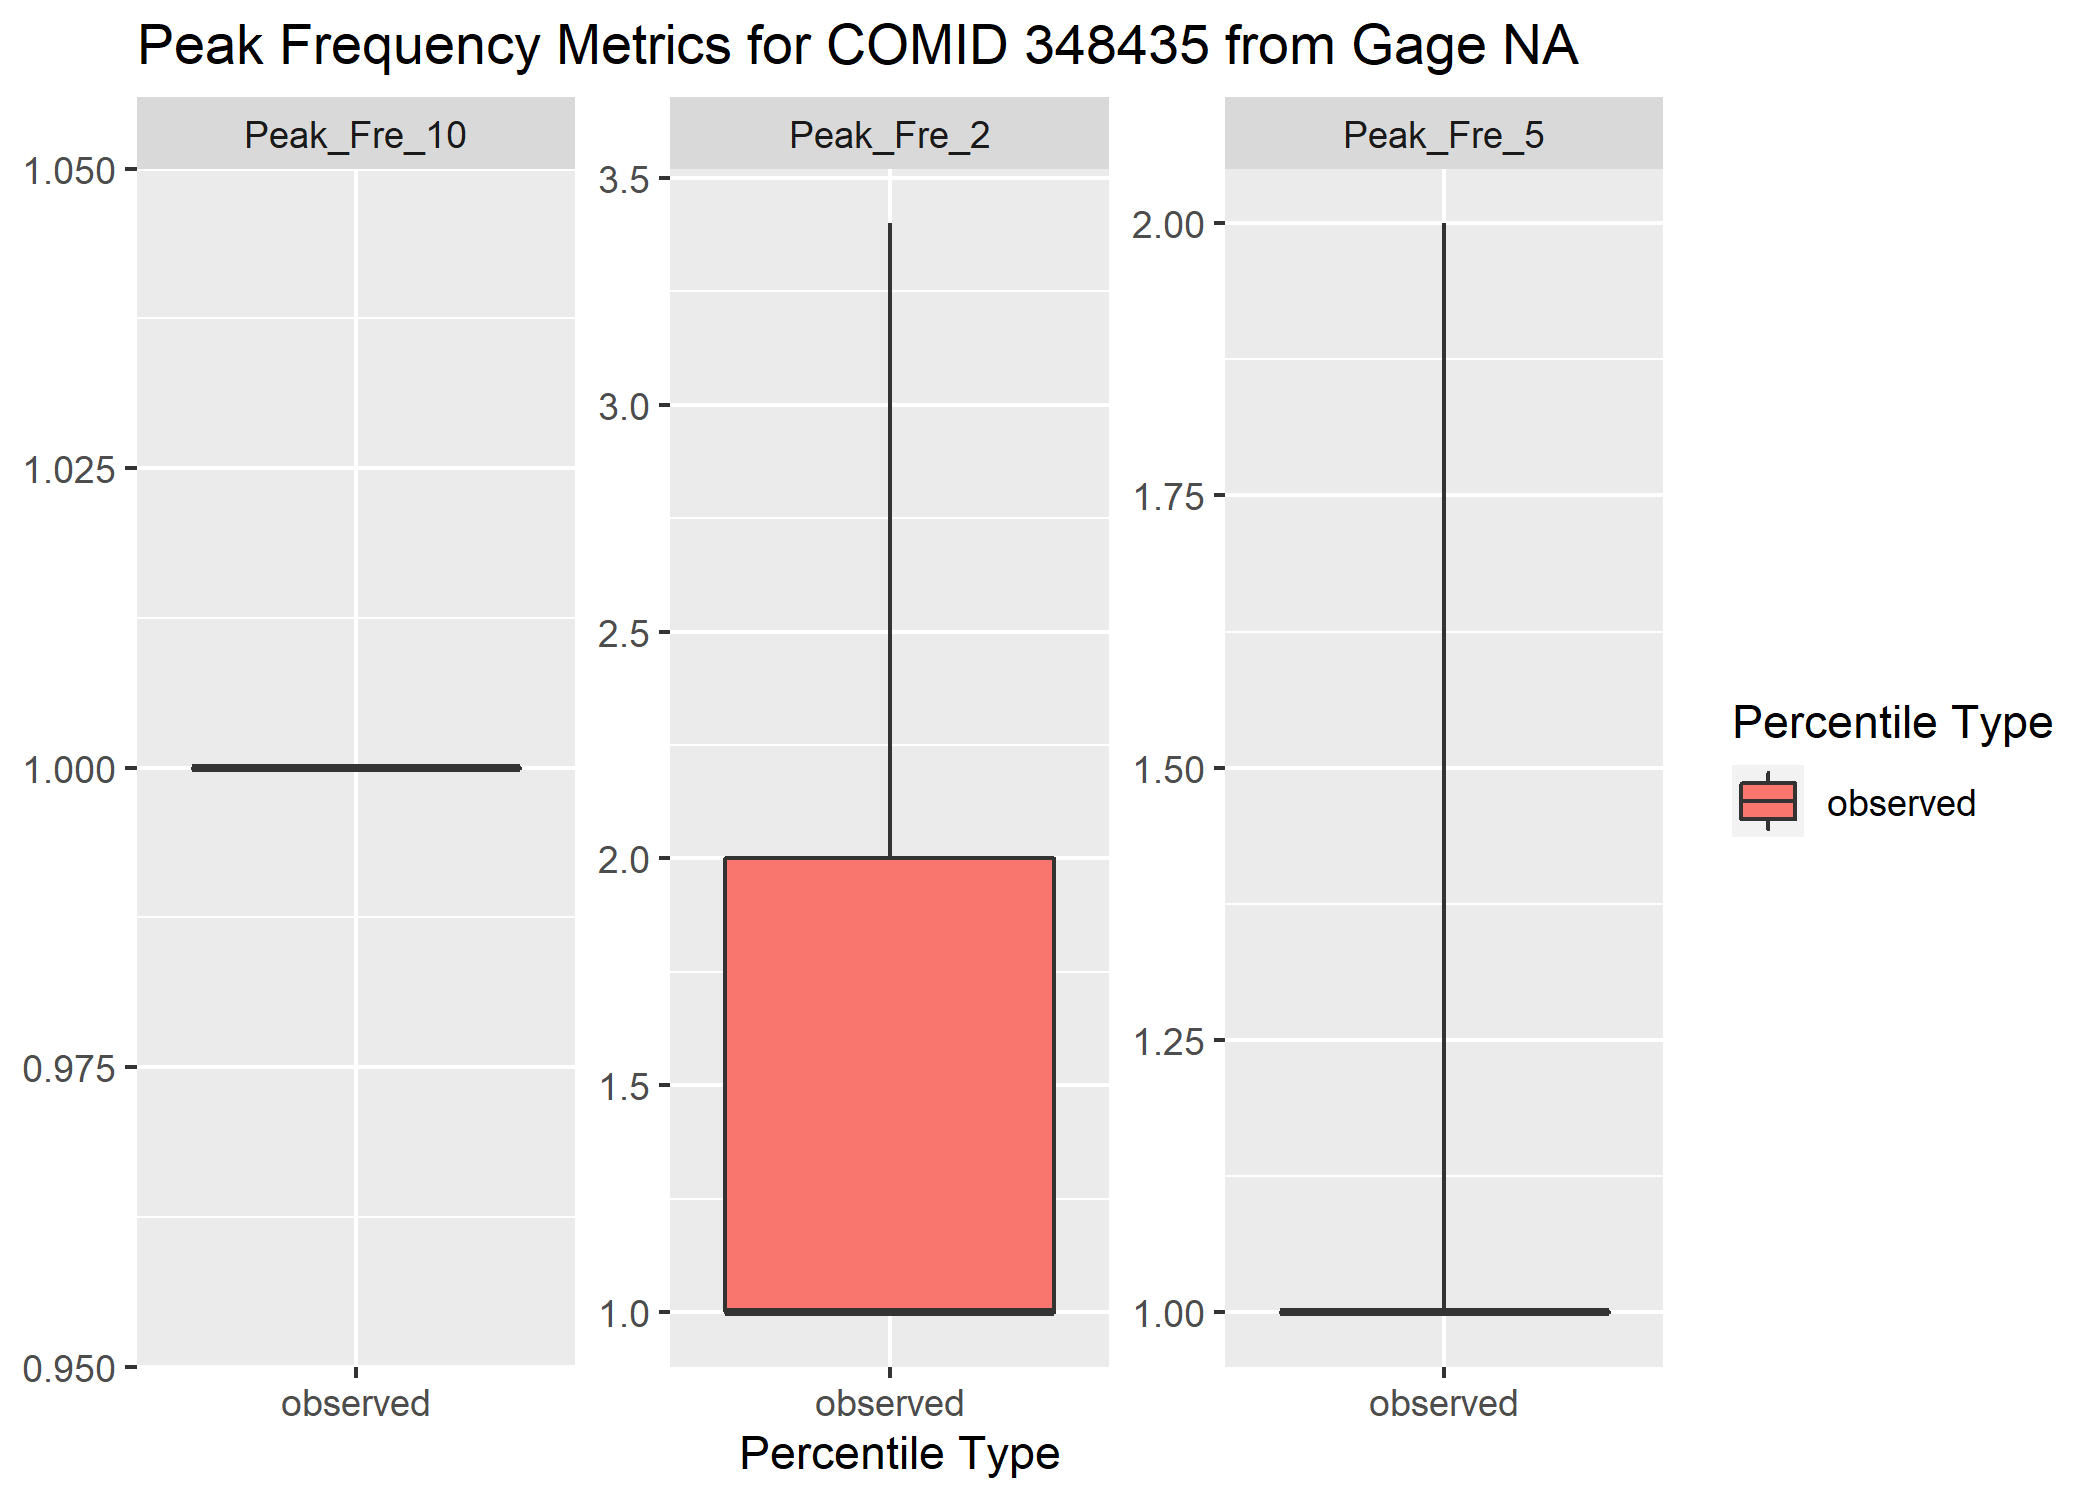 Peak Frequency Metrics for COMID 348435 from Gage NA
Peak_Fre_10
1.050
1.025
1.000
0.975
0.950
observed
Peak_Fre_2
3.5
3.0
2.5
2.0
1.5
1.0
observed
Peak_Fre_5
2.00
1.75
1.50
1.25
1.00
observed
Percentile Type
Percentile Type
observed